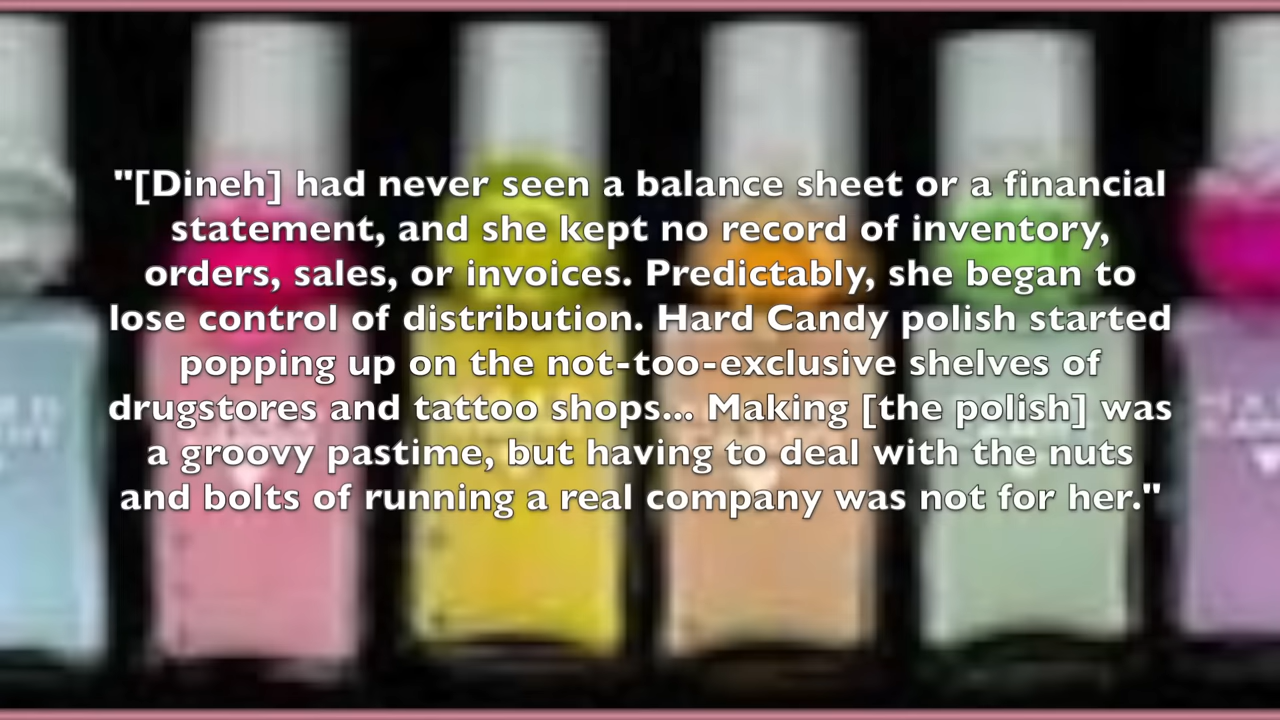 "[Dineh] had never seen a balance sheet or a financial
statement, and she kept no record of inventory,
orders, sales, or invoices. Predictably, she began to
lose control of distribution. Hard Candy polish started
popping up on the not-too-exclusive shelves of
drugstores and tattoo shops... Making [the polish] was
a groovy pastime, but having to deal with the nuts
and bolts of running a real company was not for her."